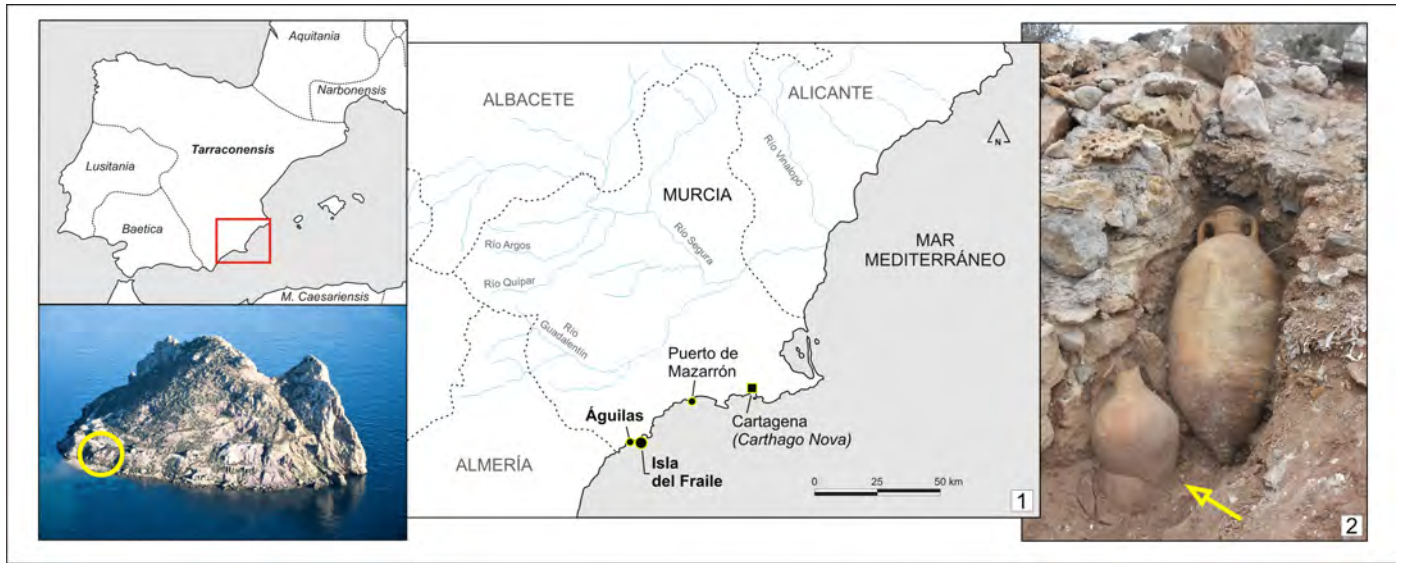 Aquitania
Narbonensis
Lusitania
Tarraconensis
Baetica
M. Caesariensis
ALBACETE
ALICANTE
N
Río Vinalopó
MURCIA
Río Segura
Río Argos
MAR
MEDITERRÁNEO
Río Quipar
Río
Guadalentín
Puerto de
Mazarrón
Águilas
Cartagena
(Carthago Nova)
ALMERÍA
Isla
del Fraile
0 25 50 km
1
2